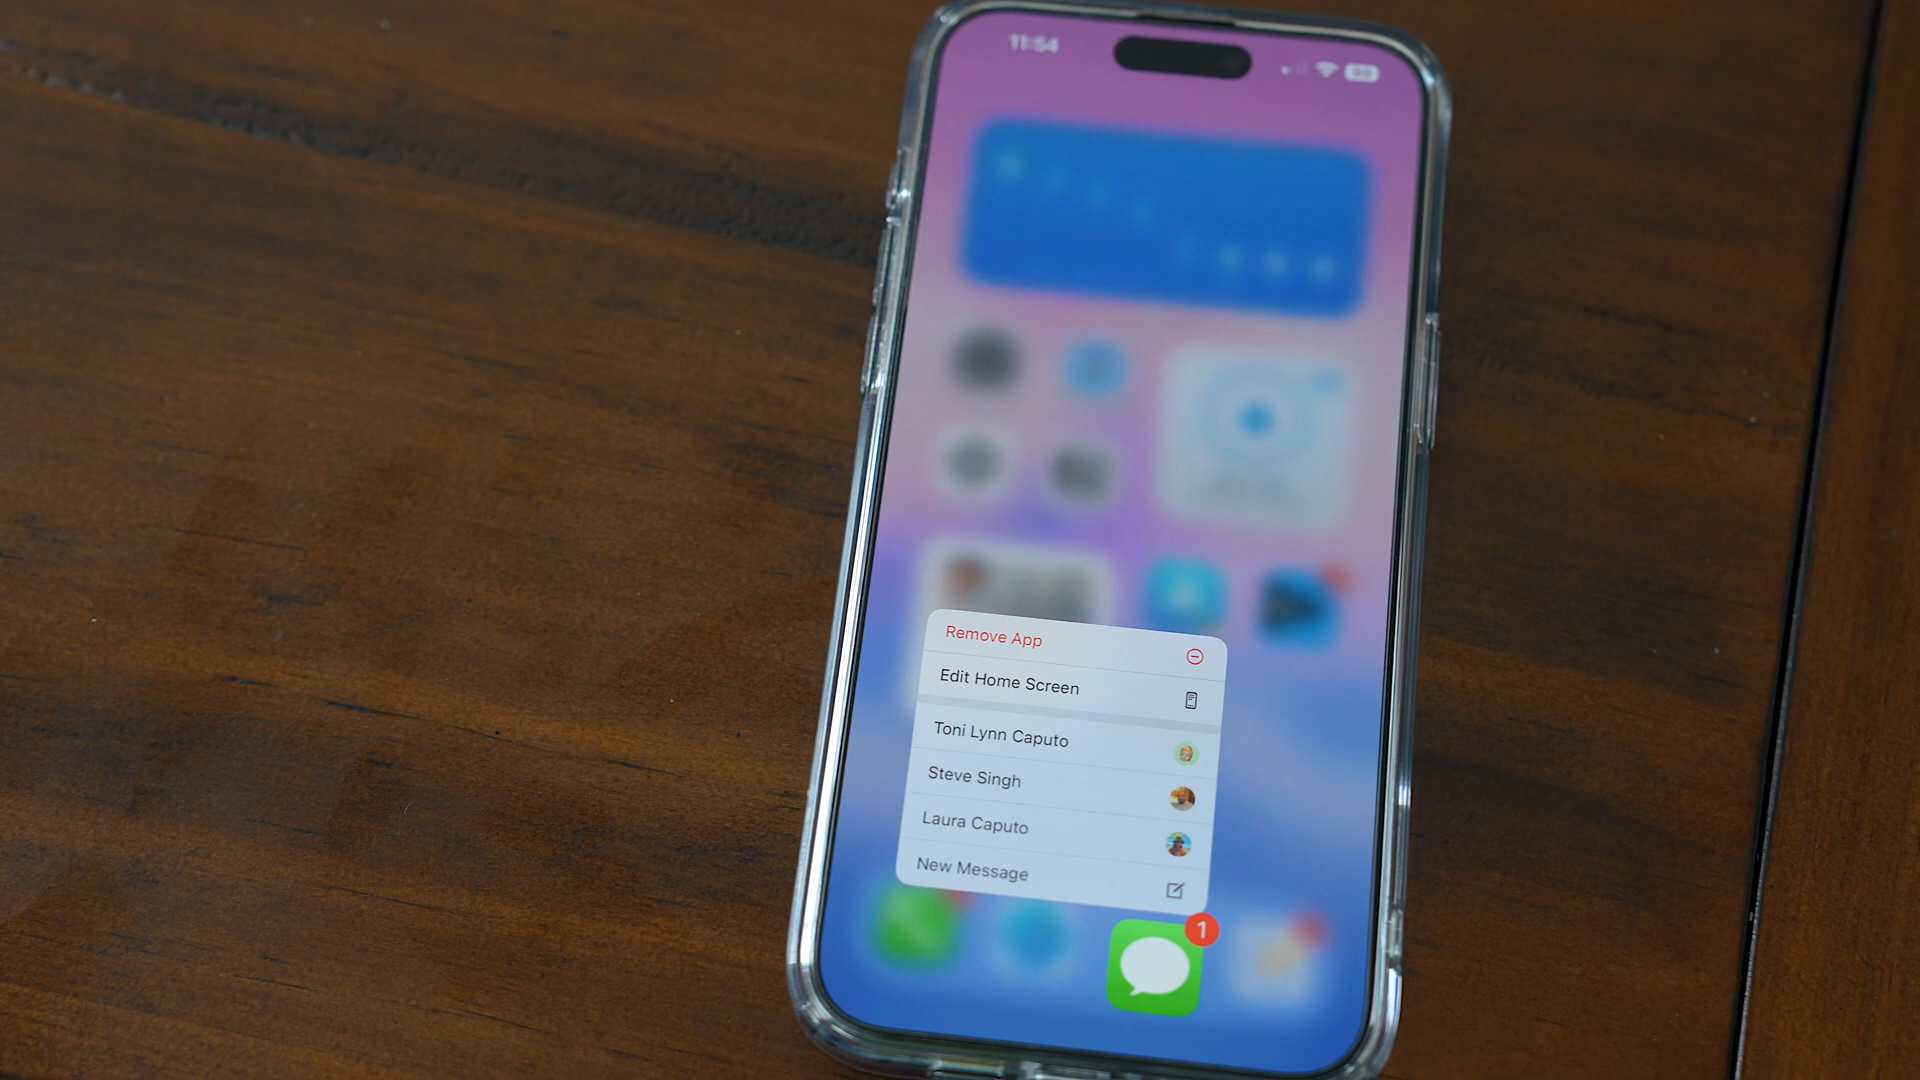 11:54
Remove App
Edit Home Screen
Toni Lynn Caputo
Steve Singh
Laura Caputo
New Message
1